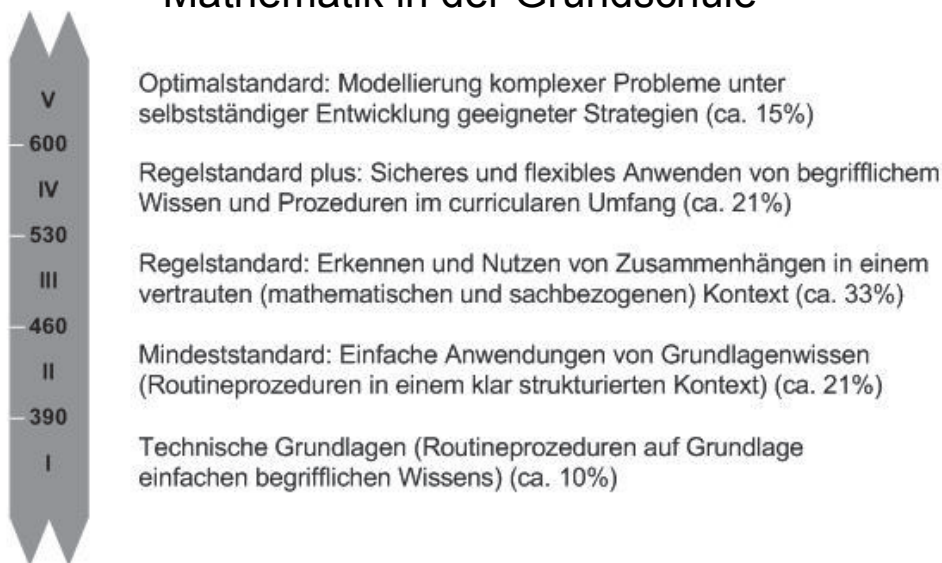 Mathematik in der Grundschule
V
Optimalstandard: Modellierung komplexer Probleme unter
selbstständiger Entwicklung geeigneter Strategien (ca. 15%)
600
IV
Regelstandard plus: Sicheres und flexibles Anwenden von begrifflichem
Wissen und Prozeduren im curricularen Umfang (ca. 21%)
530
III
Regelstandard: Erkennen und Nutzen von Zusammenhängen in einem
vertrauten (mathematischen und sachbezogenen) Kontext (ca. 33%)
460
II
Mindeststandard: Einfache Anwendungen von Grundlagenwissen
(Routineprozeduren in einem klar strukturierten Kontext) (ca. 21%)
390
I
Technische Grundlagen (Routineprozeduren auf Grundlage
einfachen begrifflichen Wissens) (ca. 10%)